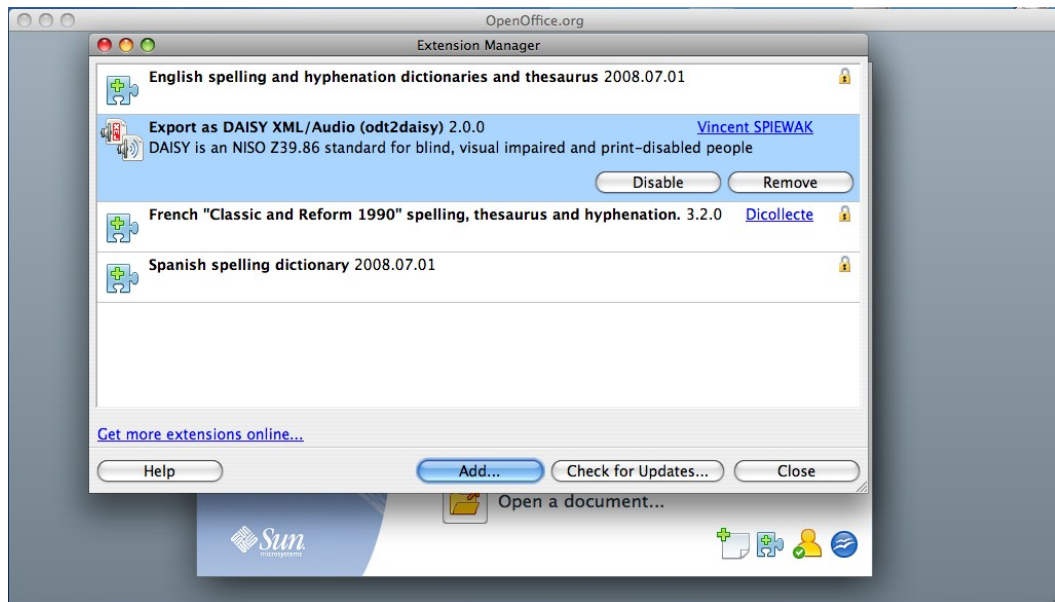 OpenOffice.org
Extension Manager
English spelling and hyphenation dictionaries and thesaurus 2008.07.01
Export as DAISY XML/Audio (odt2daisy) 2.0.0 Vincent SPIEWAK
DAISY is an NISO Z39.86 standard for blind, visual impaired and print-disabled people
Disable Remove
French "Classic and Reform 1990" spelling, thesaurus and hyphenation. 3.2.0 Dicollecte
Spanish spelling dictionary 2008.07.01
Get more extensions online...
Help Add... Check for Updates... Close
Open a document...
Sun
microsystems